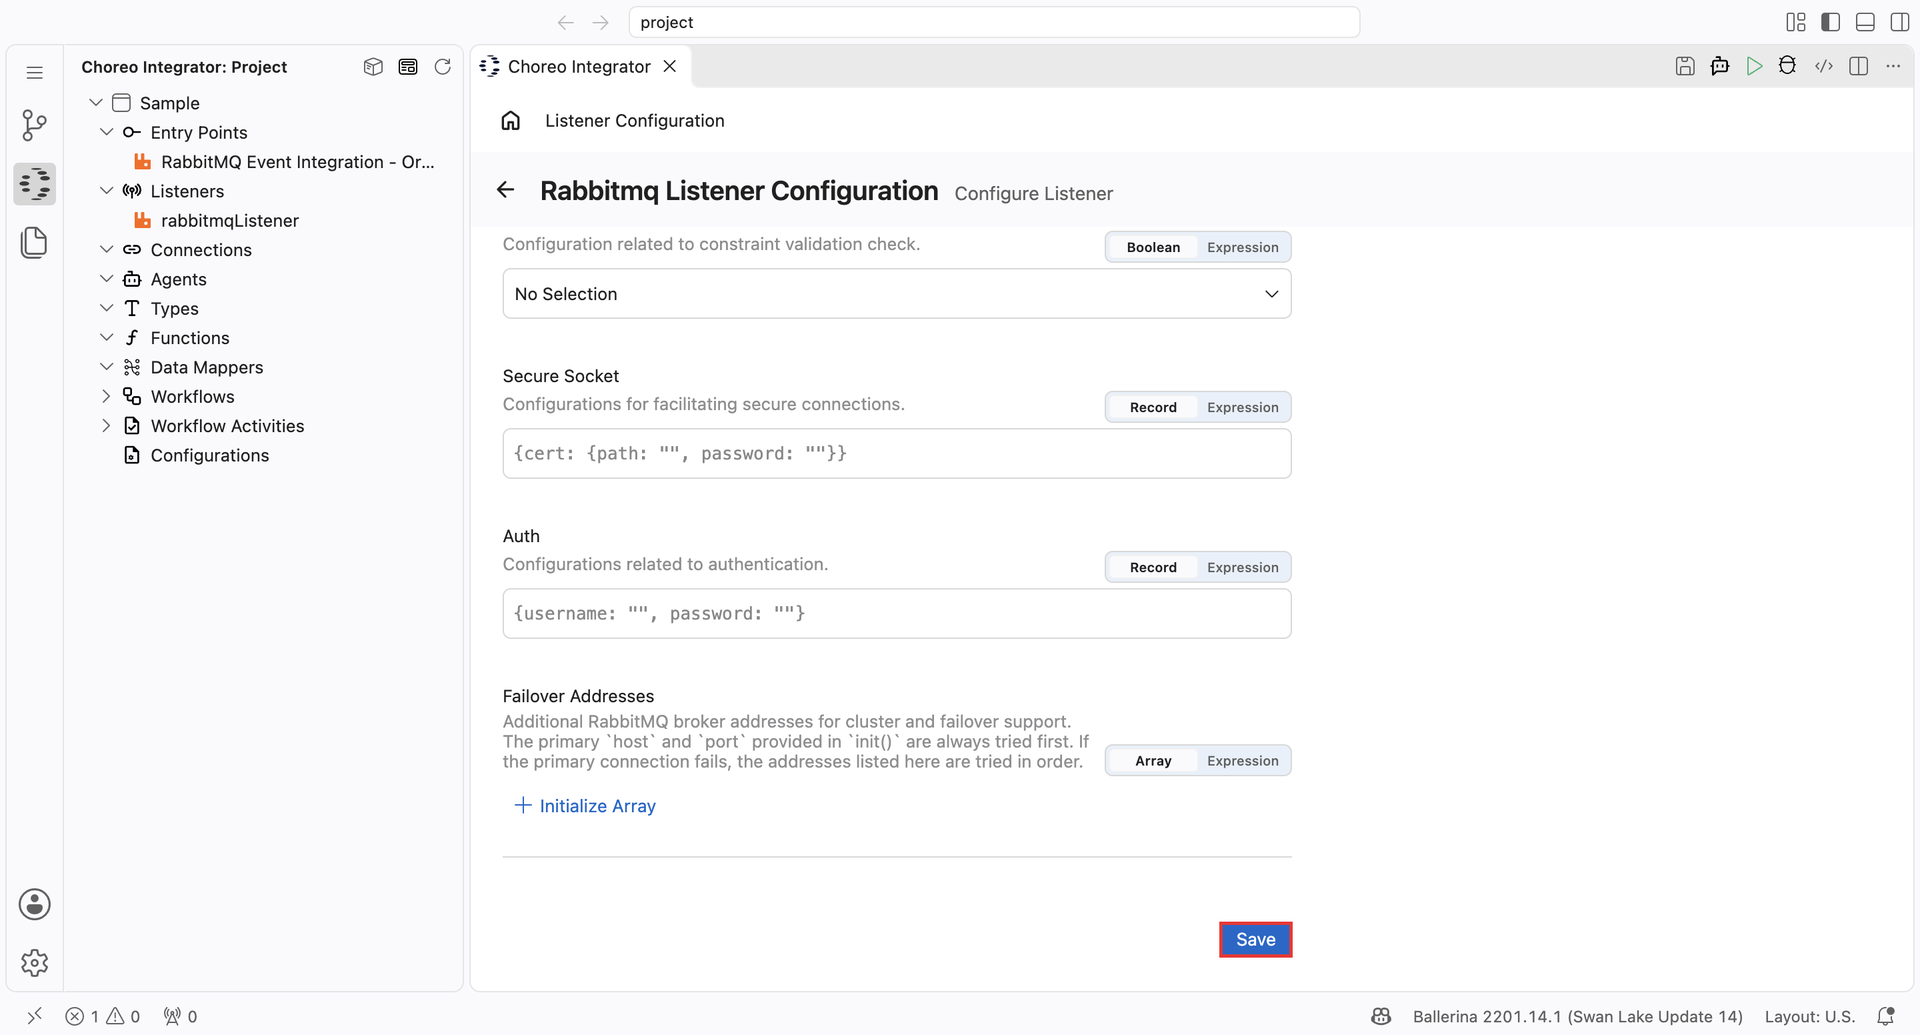 project
Choreo Integrator: Project
Sample
Entry Points
RabbitMQ Event Integration - Or...
Listeners
rabbitmqListener
Connections
Agents
Types
Functions
Data Mappers
Workflows
Workflow Activities
Configurations
Choreo Integrator
Listener Configuration
Rabbitmq Listener Configuration Configure Listener
Configuration related to constraint validation check.
Boolean Expression
No Selection
Secure Socket
Configurations for facilitating secure connections.
Record Expression
{cert: {path: "", password: ""}}
Auth
Configurations related to authentication.
Record Expression
{username: "", password: ""}
Failover Addresses
Additional RabbitMQ broker addresses for cluster and failover support.
The primary `host` and `port` provided in `init()` are always tried first. If
the primary connection fails, the addresses listed here are tried in order.
Array Expression
Initialize Array
Save
1 0 0
Ballerina 2201.14.1 (Swan Lake Update 14) Layout: U.S.